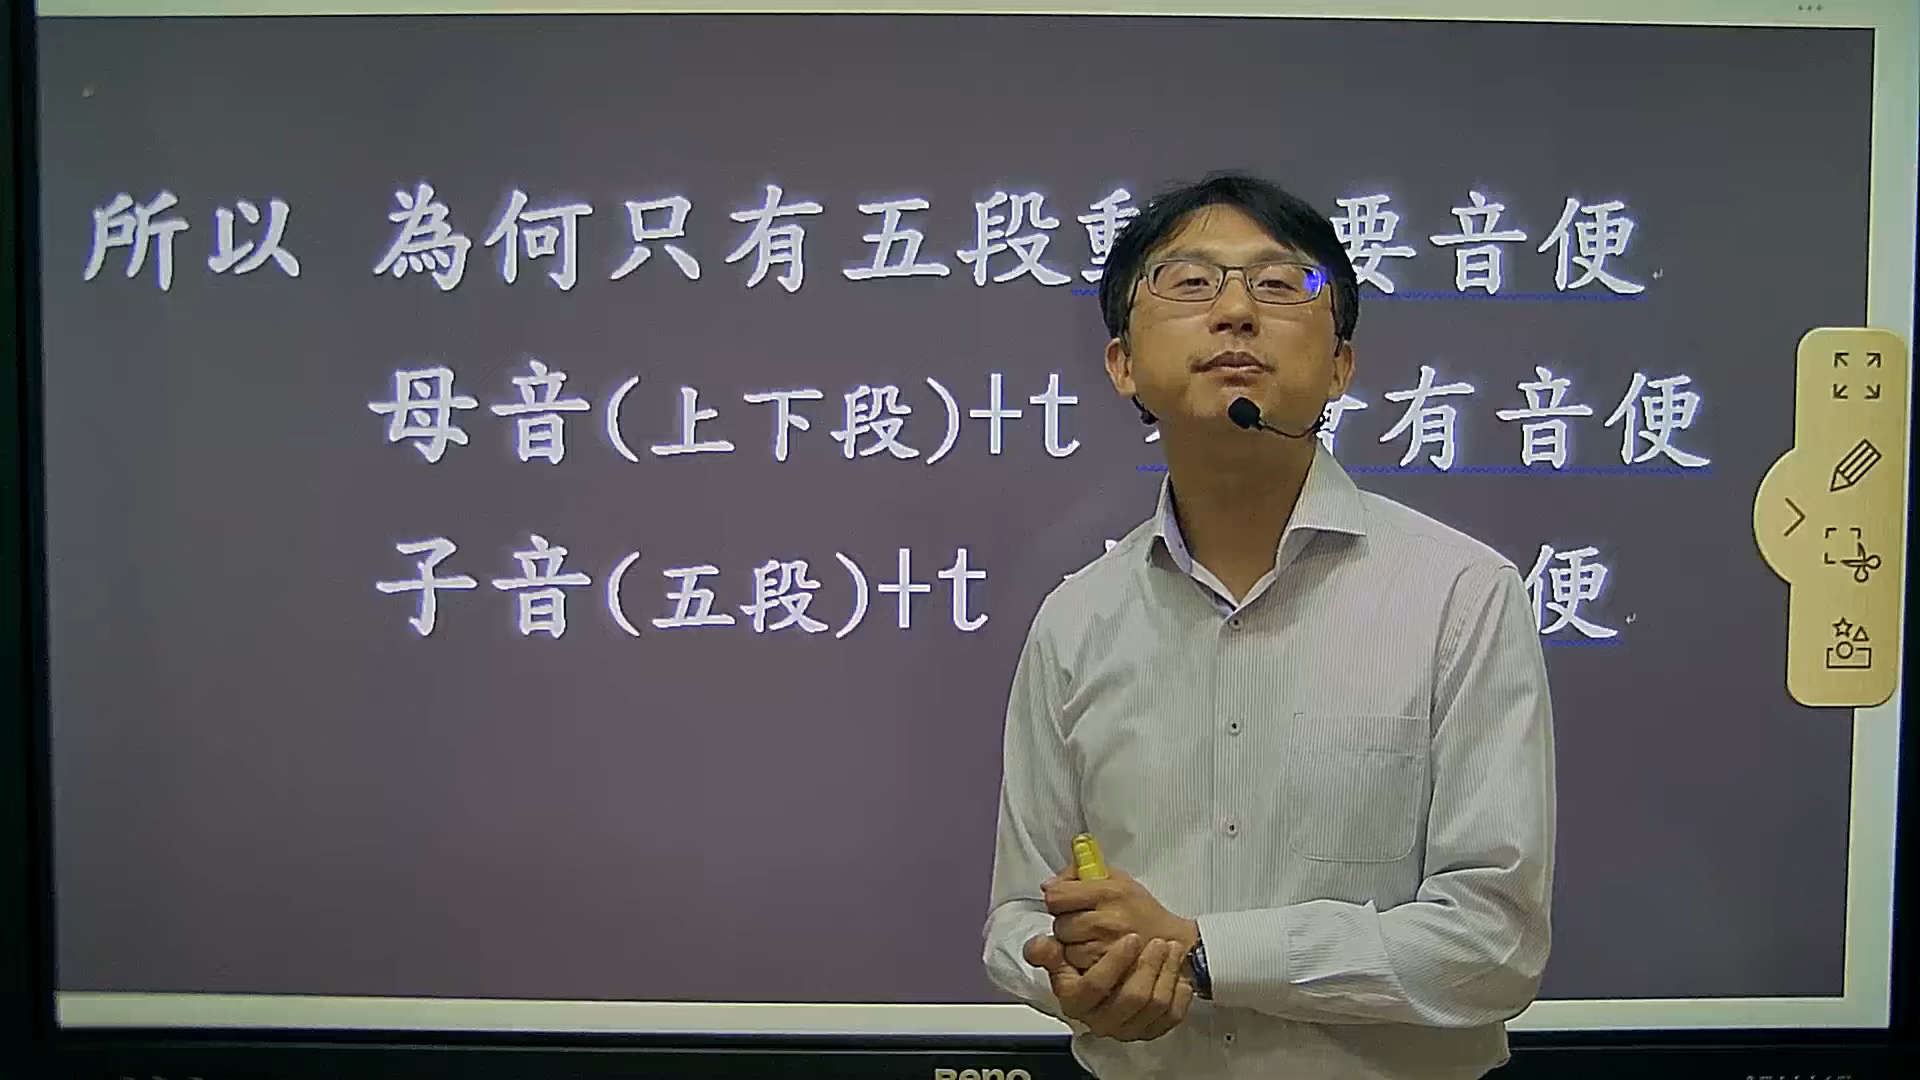 所以 為何只有五段 要音便
母音(上下段)+t 有音便
子音(五段)+t 便
BenQ